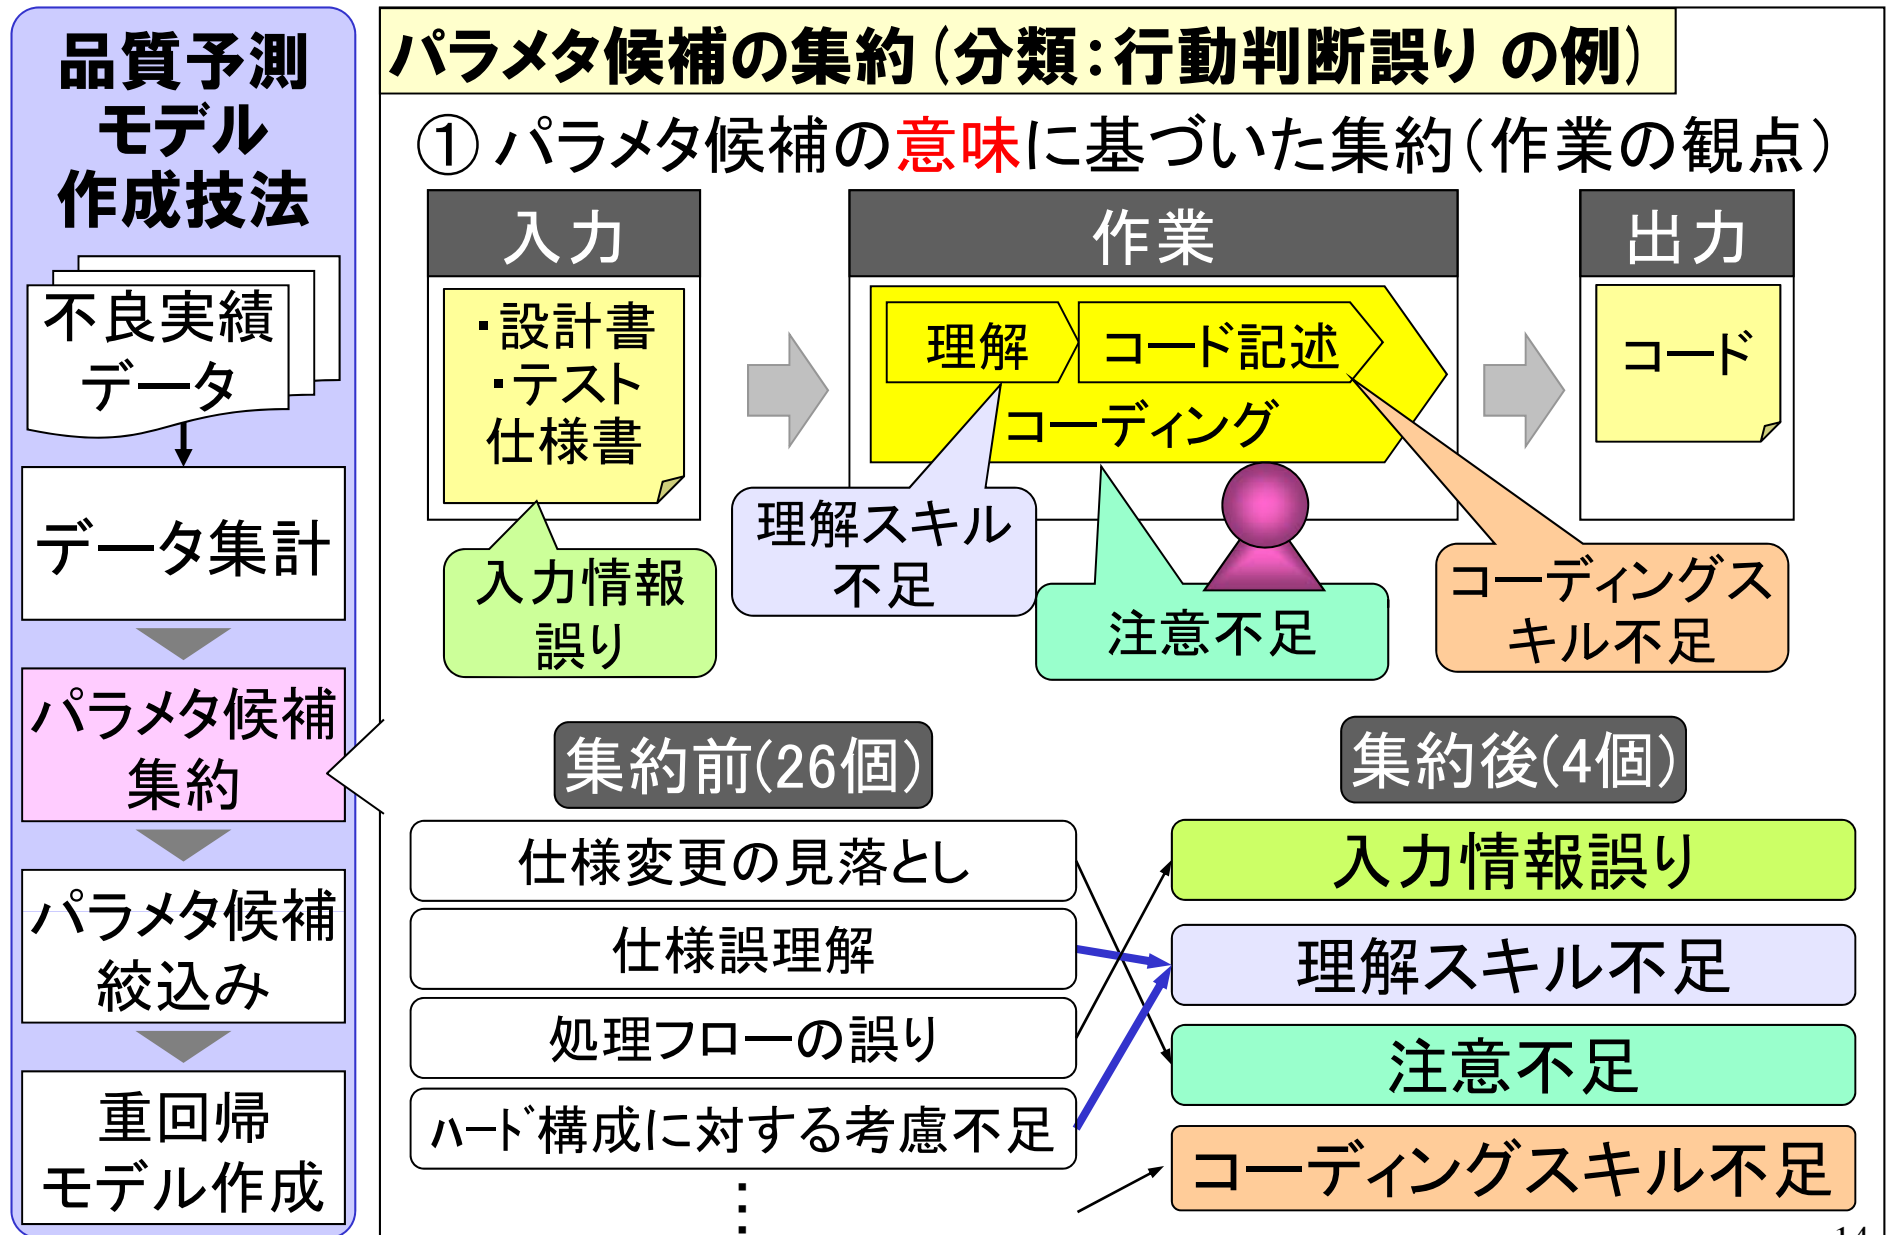 品質予測
モデル
作成技法
不良実績
データ
データ集計
パラメタ候補
集約
パラメタ候補
絞込み
重回帰
モデル作成
パラメタ候補の集約（分類：行動判断誤り の例）
① パラメタ候補の意味に基づいた集約（作業の観点）
入力
作業
出力
・設計書
・テスト
仕様書
理解
コード記述
コーディング
コード
入力情報
誤り
理解スキル
不足
注意不足
コーディングス
キル不足
集約前(26個)
集約後(4個)
仕様変更の見落とし
仕様誤理解
処理フローの誤り
ﾊｰﾄﾞ構成に対する考慮不足
⋮
入力情報誤り
理解スキル不足
注意不足
コーディングスキル不足
14